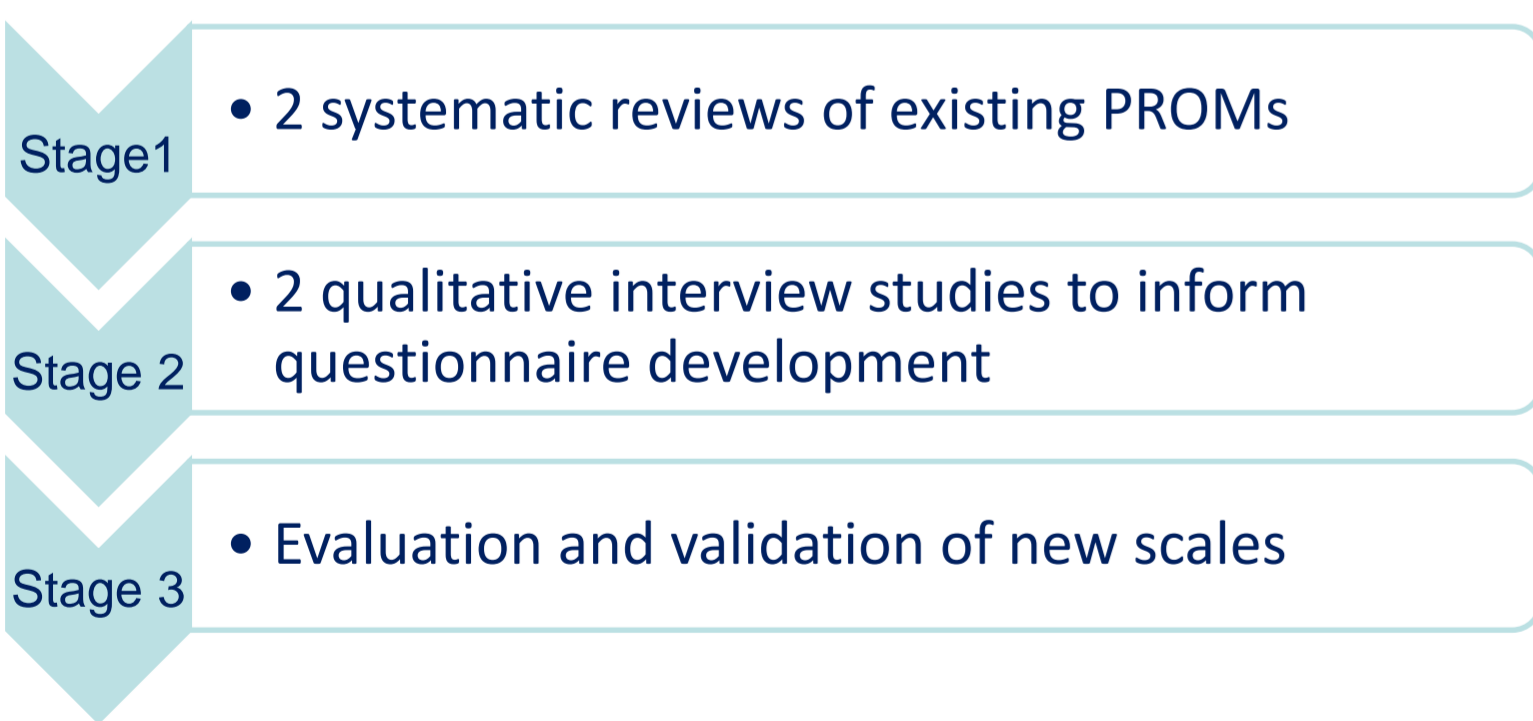 Stage1
• 2 systematic reviews of existing PROMs
Stage 2
• 2 qualitative interview studies to inform
questionnaire development
Stage 3
• Evaluation and validation of new scales